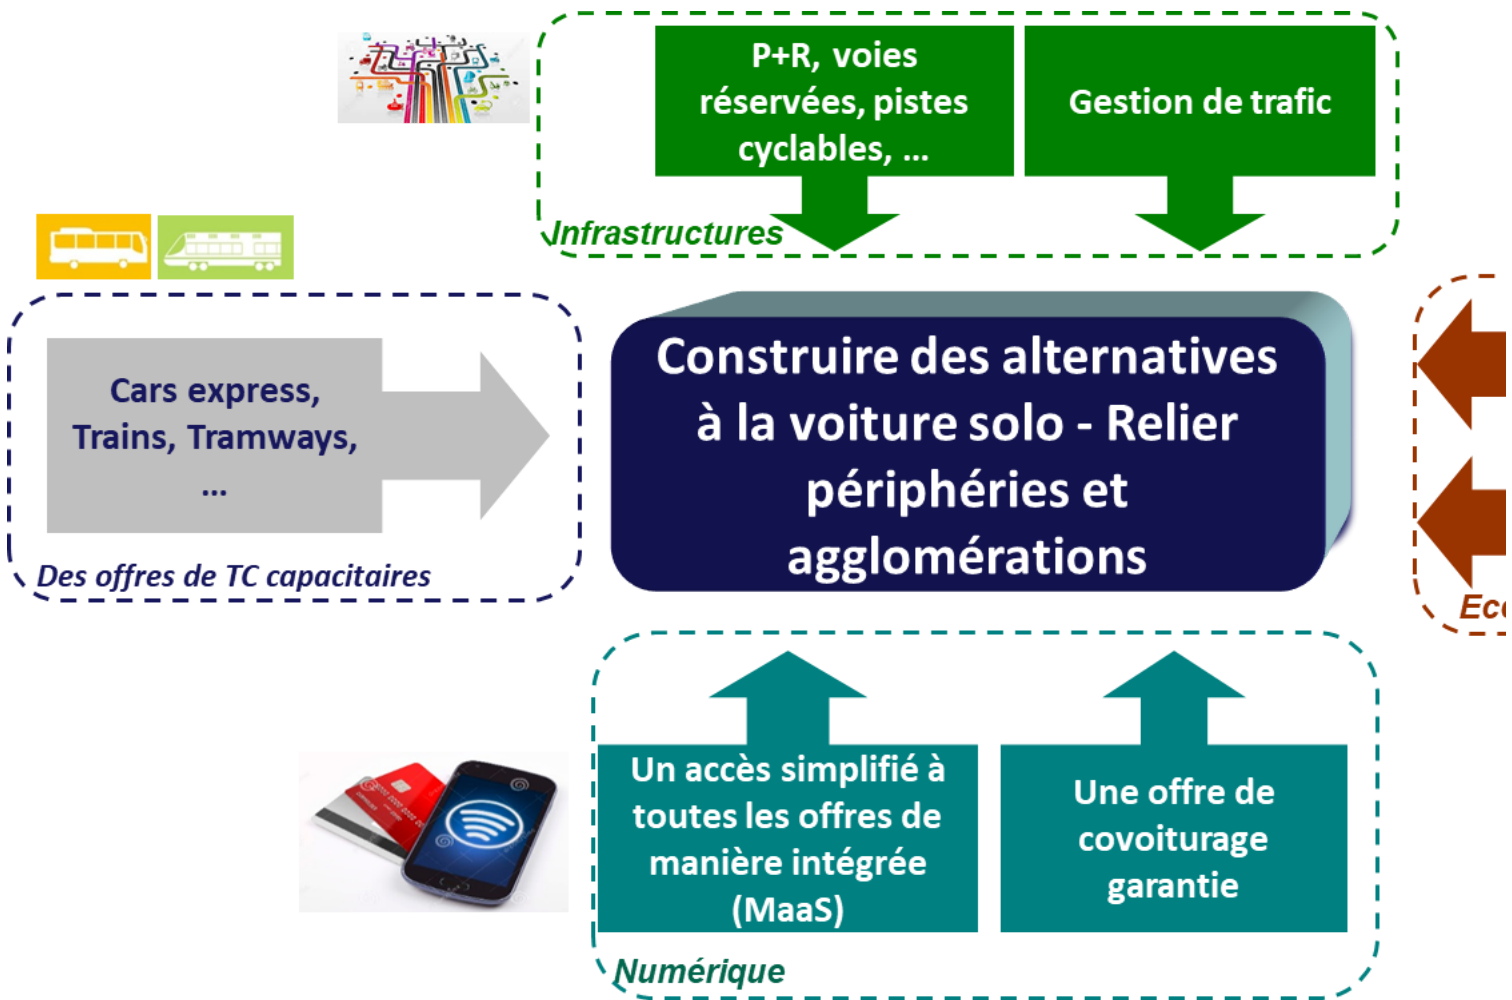 P+R, voies
réservées, pistes
cyclables, ...
Gestion de trafic
Infrastructures
Cars express,
Trains, Tramways,
...
Des offres de TC capacitaires
Construire des alternatives
à la voiture solo - Relier
périphéries et
agglomérations
Un accès simplifié à
toutes les offres de
manière intégrée
(MaaS)
Une offre de
covoiturage
garantie
Numérique